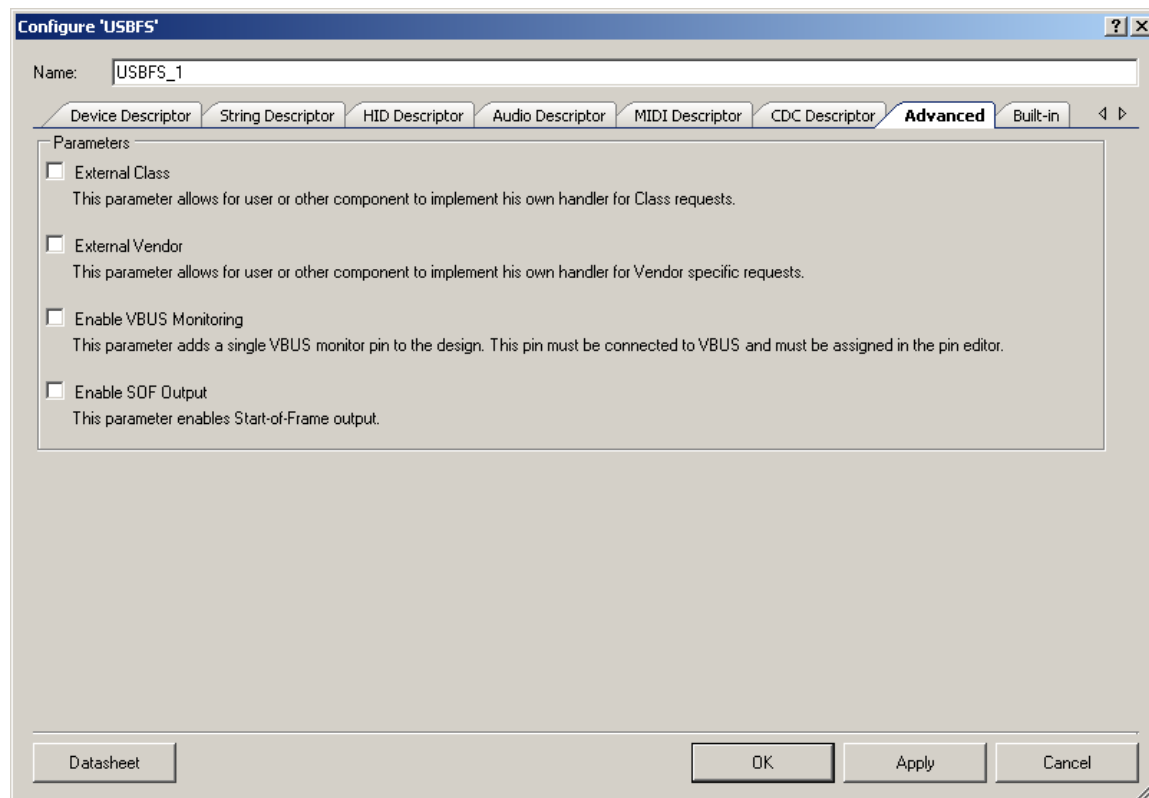 Configure 'USBFS'
Name: USBFS_1
Device Descriptor String Descriptor HID Descriptor Audio Descriptor MIDI Descriptor CDC Descriptor Advanced Built-in
Parameters
External Class
This parameter allows for user or other component to implement his own handler for Class requests.
External Vendor
This parameter allows for user or other component to implement his own handler for Vendor specific requests.
Enable VBUS Monitoring
This parameter adds a single VBUS monitor pin to the design. This pin must be connected to VBUS and must be assigned in the pin editor.
Enable SOF Output
This parameter enables Start-of-Frame output.
Datasheet OK Apply Cancel